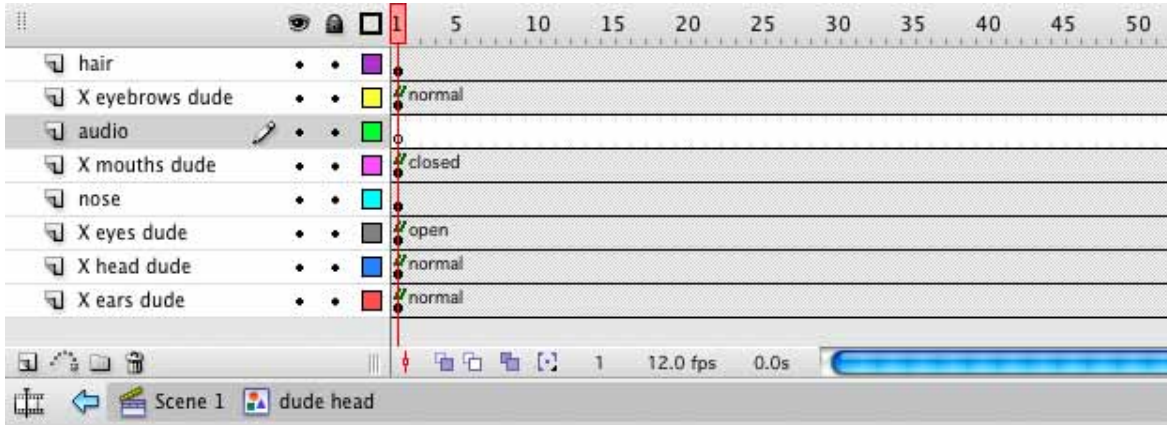 1 5 10 15 20 25 30 35 40 45 50
hair
X eyebrows dude normal
audio
X mouths dude closed
nose
X eyes dude open
X head dude normal
X ears dude normal
1 12.0 fps 0.0s
Scene 1 dude head